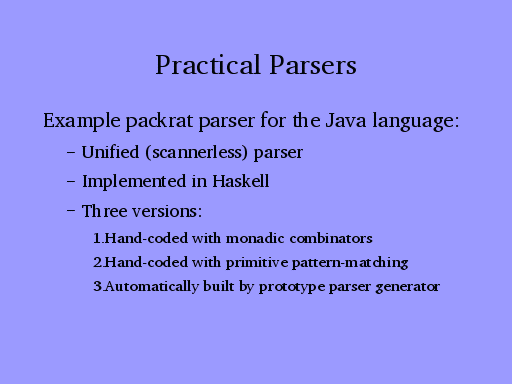 Practical Parsers
Example packrat parser for the Java language:
– Unified (scannerless) parser
– Implemented in Haskell
– Three versions:
1.Hand-coded with monadic combinators
2.Hand-coded with primitive pattern-matching
3.Automatically built by prototype parser generator